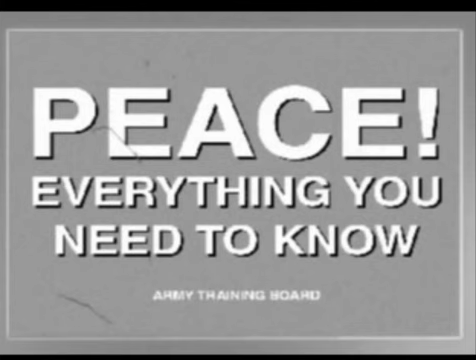 PEACE!
EVERYTHING YOU
NEED TO KNOW
ARMY TRAINING BOARD